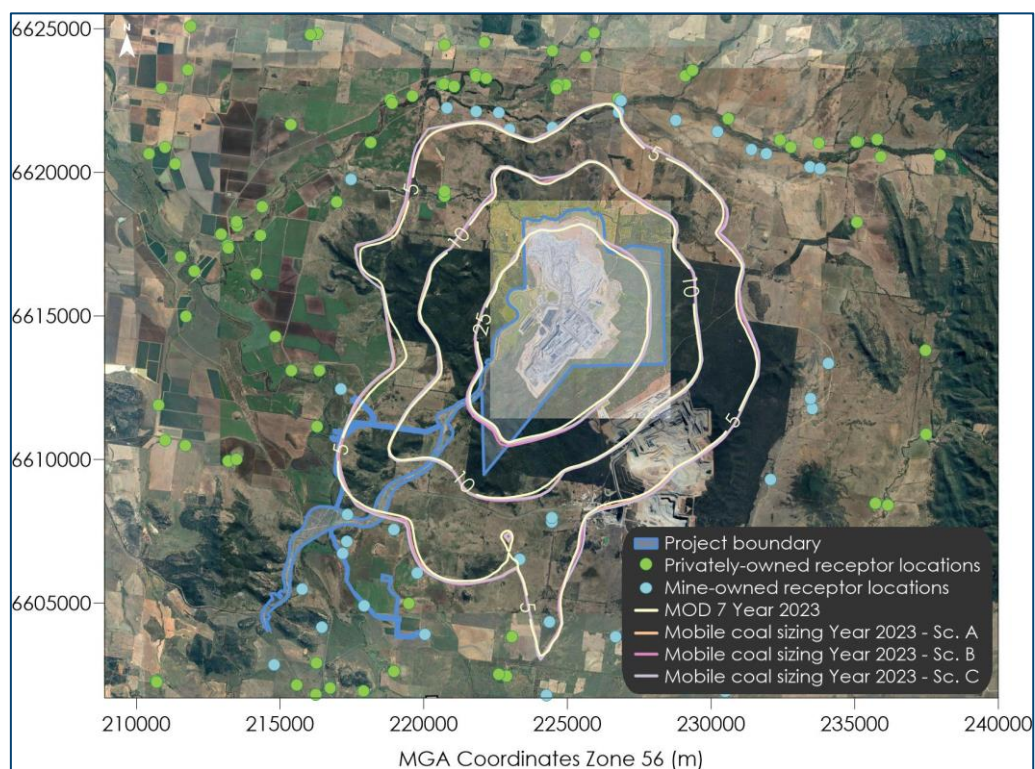 6625000
6620000
6615000
6610000
6605000
5
5
10
25
10
5
5
10
5
Project boundary
Privately-owned receptor locations
Mine-owned receptor locations
MOD 7 Year 2023
Mobile coal sizing Year 2023 - Sc. A
Mobile coal sizing Year 2023 - Sc. B
Mobile coal sizing Year 2023 - Sc. C
210000 215000 220000 225000 230000 235000 240000
MGA Coordinates Zone 56 (m)